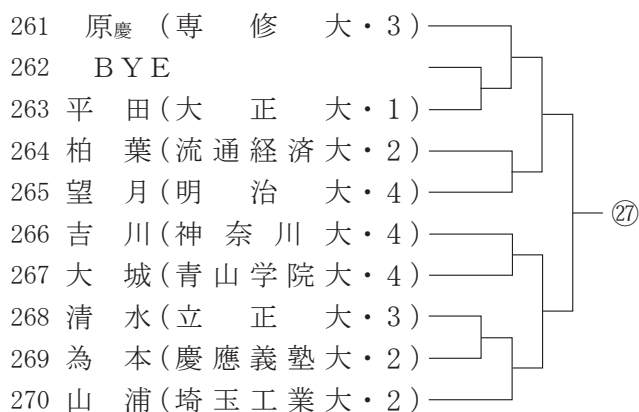 261 原慶 (専修大・3)
262 BYE
263 平田(大正大・1)
264 柏葉(流通経済大・2)
265 望月(明治大・4)
266 吉川(神奈川大・4)
267 大城(青山学院大・4)
268 清水(立正大・3)
269 為本(慶應義塾大・2)
270 山浦(埼玉工業大・2)
㉗